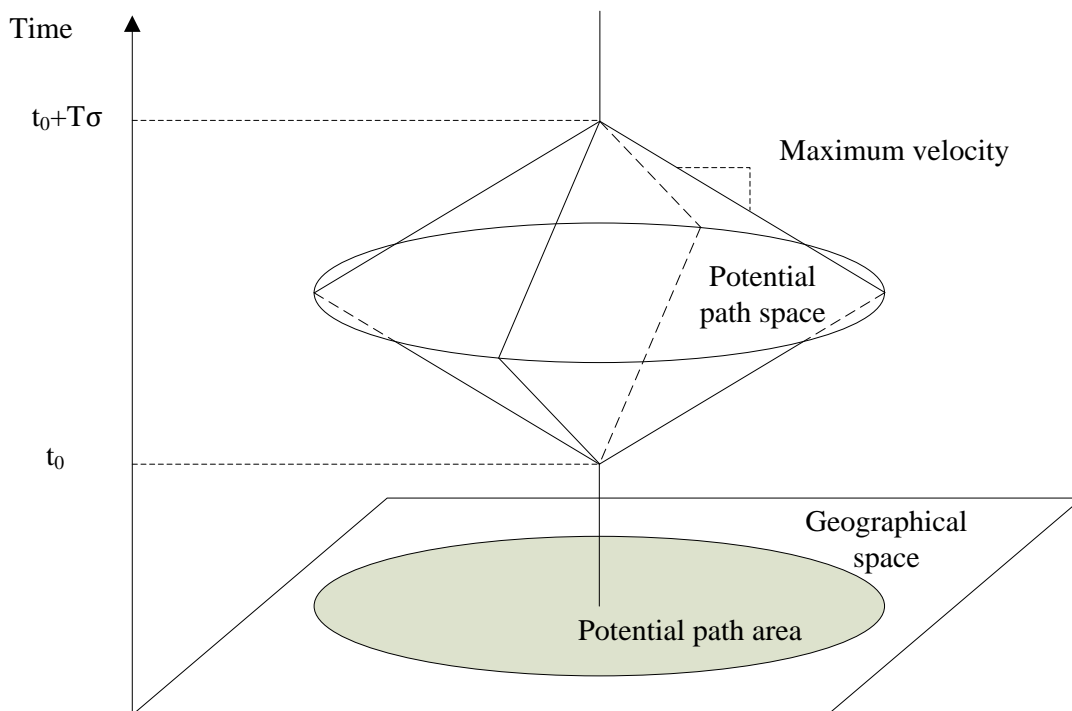 Time
t₀+Tσ
Maximum velocity
Potential
path space
t₀
Geographical
space
Potential path area